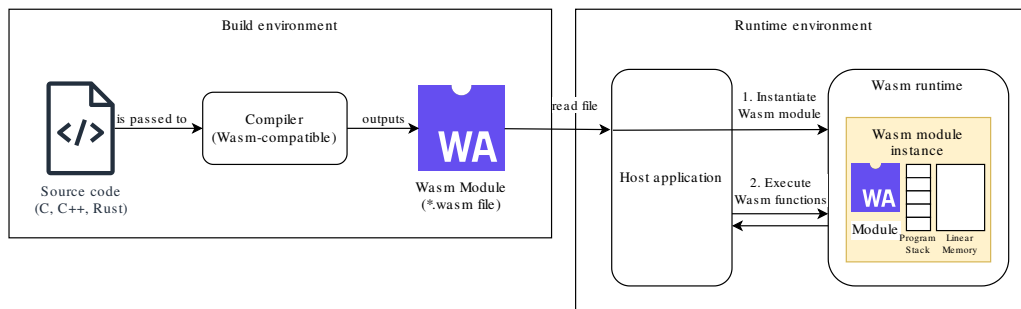 Build environment
Runtime environment
</>
is passed to
Compiler
(Wasm-compatible)
outputs
WA
read file
Source code
(C, C++, Rust)
Wasm Module
(*.wasm file)
Host application
1. Instantiate
Wasm module
2. Execute
Wasm functions
Wasm runtime
Wasm module
instance
WA
Module
Program
Stack
Linear
Memory